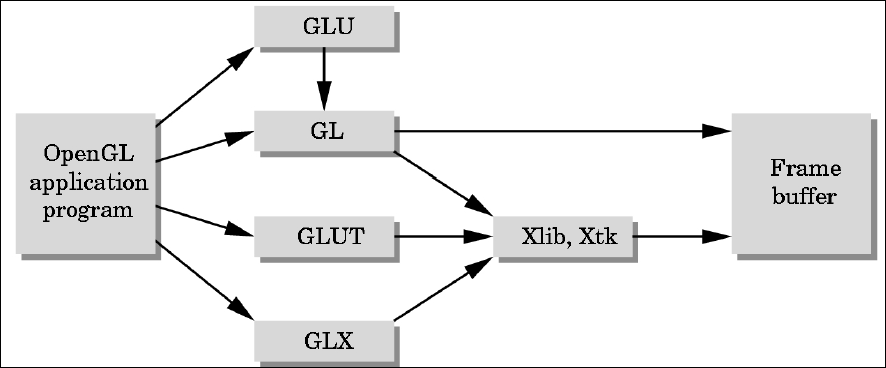 GLU
OpenGL
application
program
GL
GLUT
GLX
Xlib, Xtk
Frame
buffer